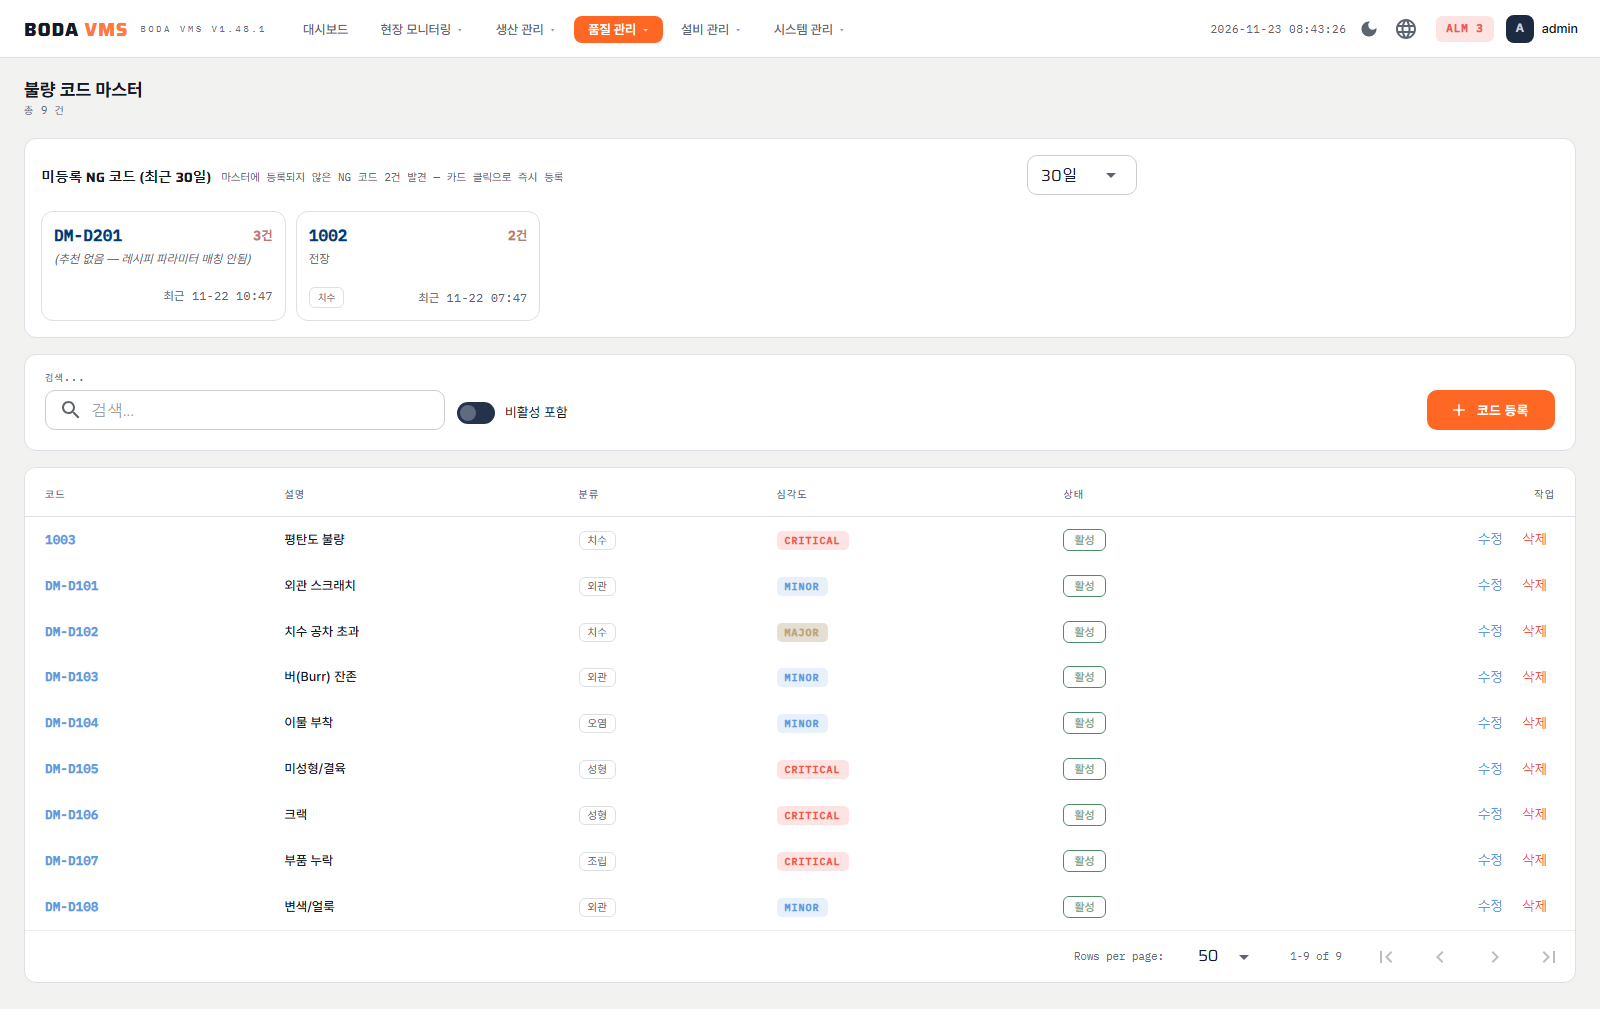 BODA VMS BODA VMS V1.48.1 대시보드 현장 모니터링 생산 관리 품질 관리 설비 관리 시스템 관리 2026-11-23 08:43:26 ALM 3 A admin
불량 코드 마스터
총 9 건
미등록 NG 코드 (최근 30일) 마스터에 등록되지 않은 NG 코드 2건 발견 — 카드 클릭으로 즉시 등록 30일
DM-D201 3건
(추천 없음 — 레시피 파라미터 매칭 안됨)
최근 11-22 10:47
1002 2건
전장
치수 최근 11-22 07:47
검색...
검색... 비활성 포함 + 코드 등록
코드 설명 분류 심각도 상태 작업
1003 평탄도 불량 치수 CRITICAL 활성 수정 삭제
DM-D101 외관 스크래치 외관 MINOR 활성 수정 삭제
DM-D102 치수 공차 초과 치수 MAJOR 활성 수정 삭제
DM-D103 버(Burr) 잔존 외관 MINOR 활성 수정 삭제
DM-D104 이물 부착 오염 MINOR 활성 수정 삭제
DM-D105 미성형/결육 성형 CRITICAL 활성 수정 삭제
DM-D106 크랙 성형 CRITICAL 활성 수정 삭제
DM-D107 부품 누락 조립 CRITICAL 활성 수정 삭제
DM-D108 변색/얼룩 외관 MINOR 활성 수정 삭제
Rows per page: 50 1-9 of 9